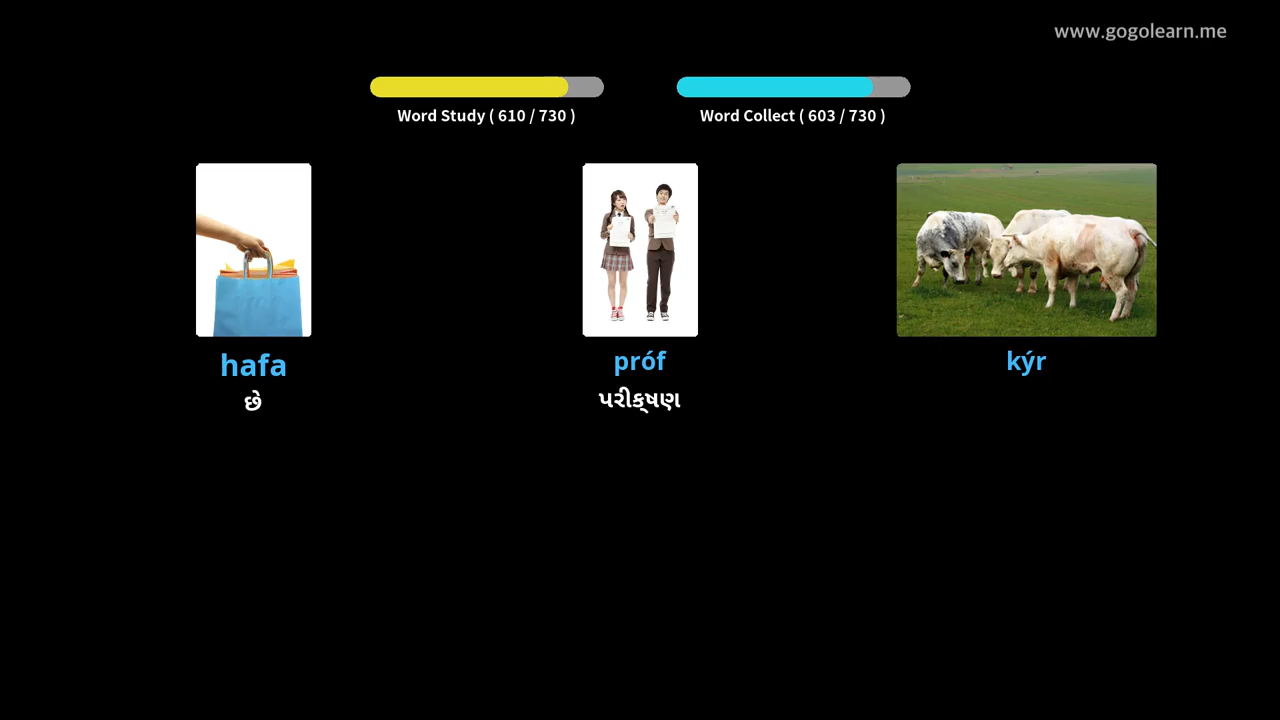 www.gogolearn.me
Word Study ( 610 / 730 )
Word Collect ( 603 / 730 )
hafa
છે
próf
પરીક્ષણ
kýr